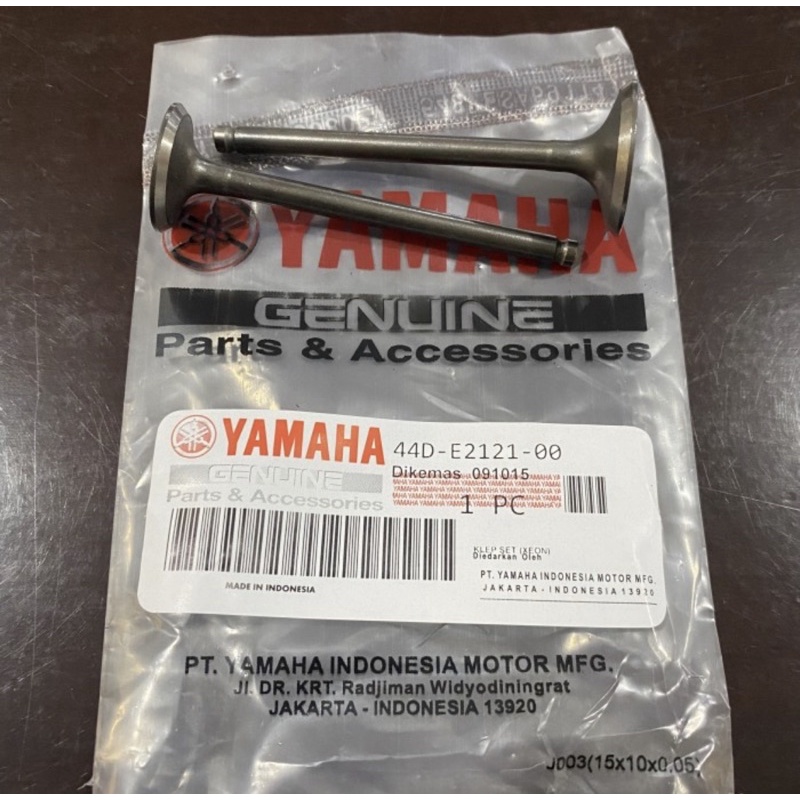 YAMAHA
GENUINE
Parts & Accessories
YAMAHA 44D-E2121-00
GENUINE Dikemas 091015
Parts & Accessories 1 PC
KLEP SET (XEON)
Diedarkan Oleh
PT. YAMAHA INDONESIA MOTOR MFG.
JAKARTA - INDONESIA 13920
MADE IN INDONESIA
PT. YAMAHA INDONESIA MOTOR MFG.
Jl. DR. KRT. Radjiman Widyodiningrat
JAKARTA - INDONESIA 13920
JD03(15x10x0.05)